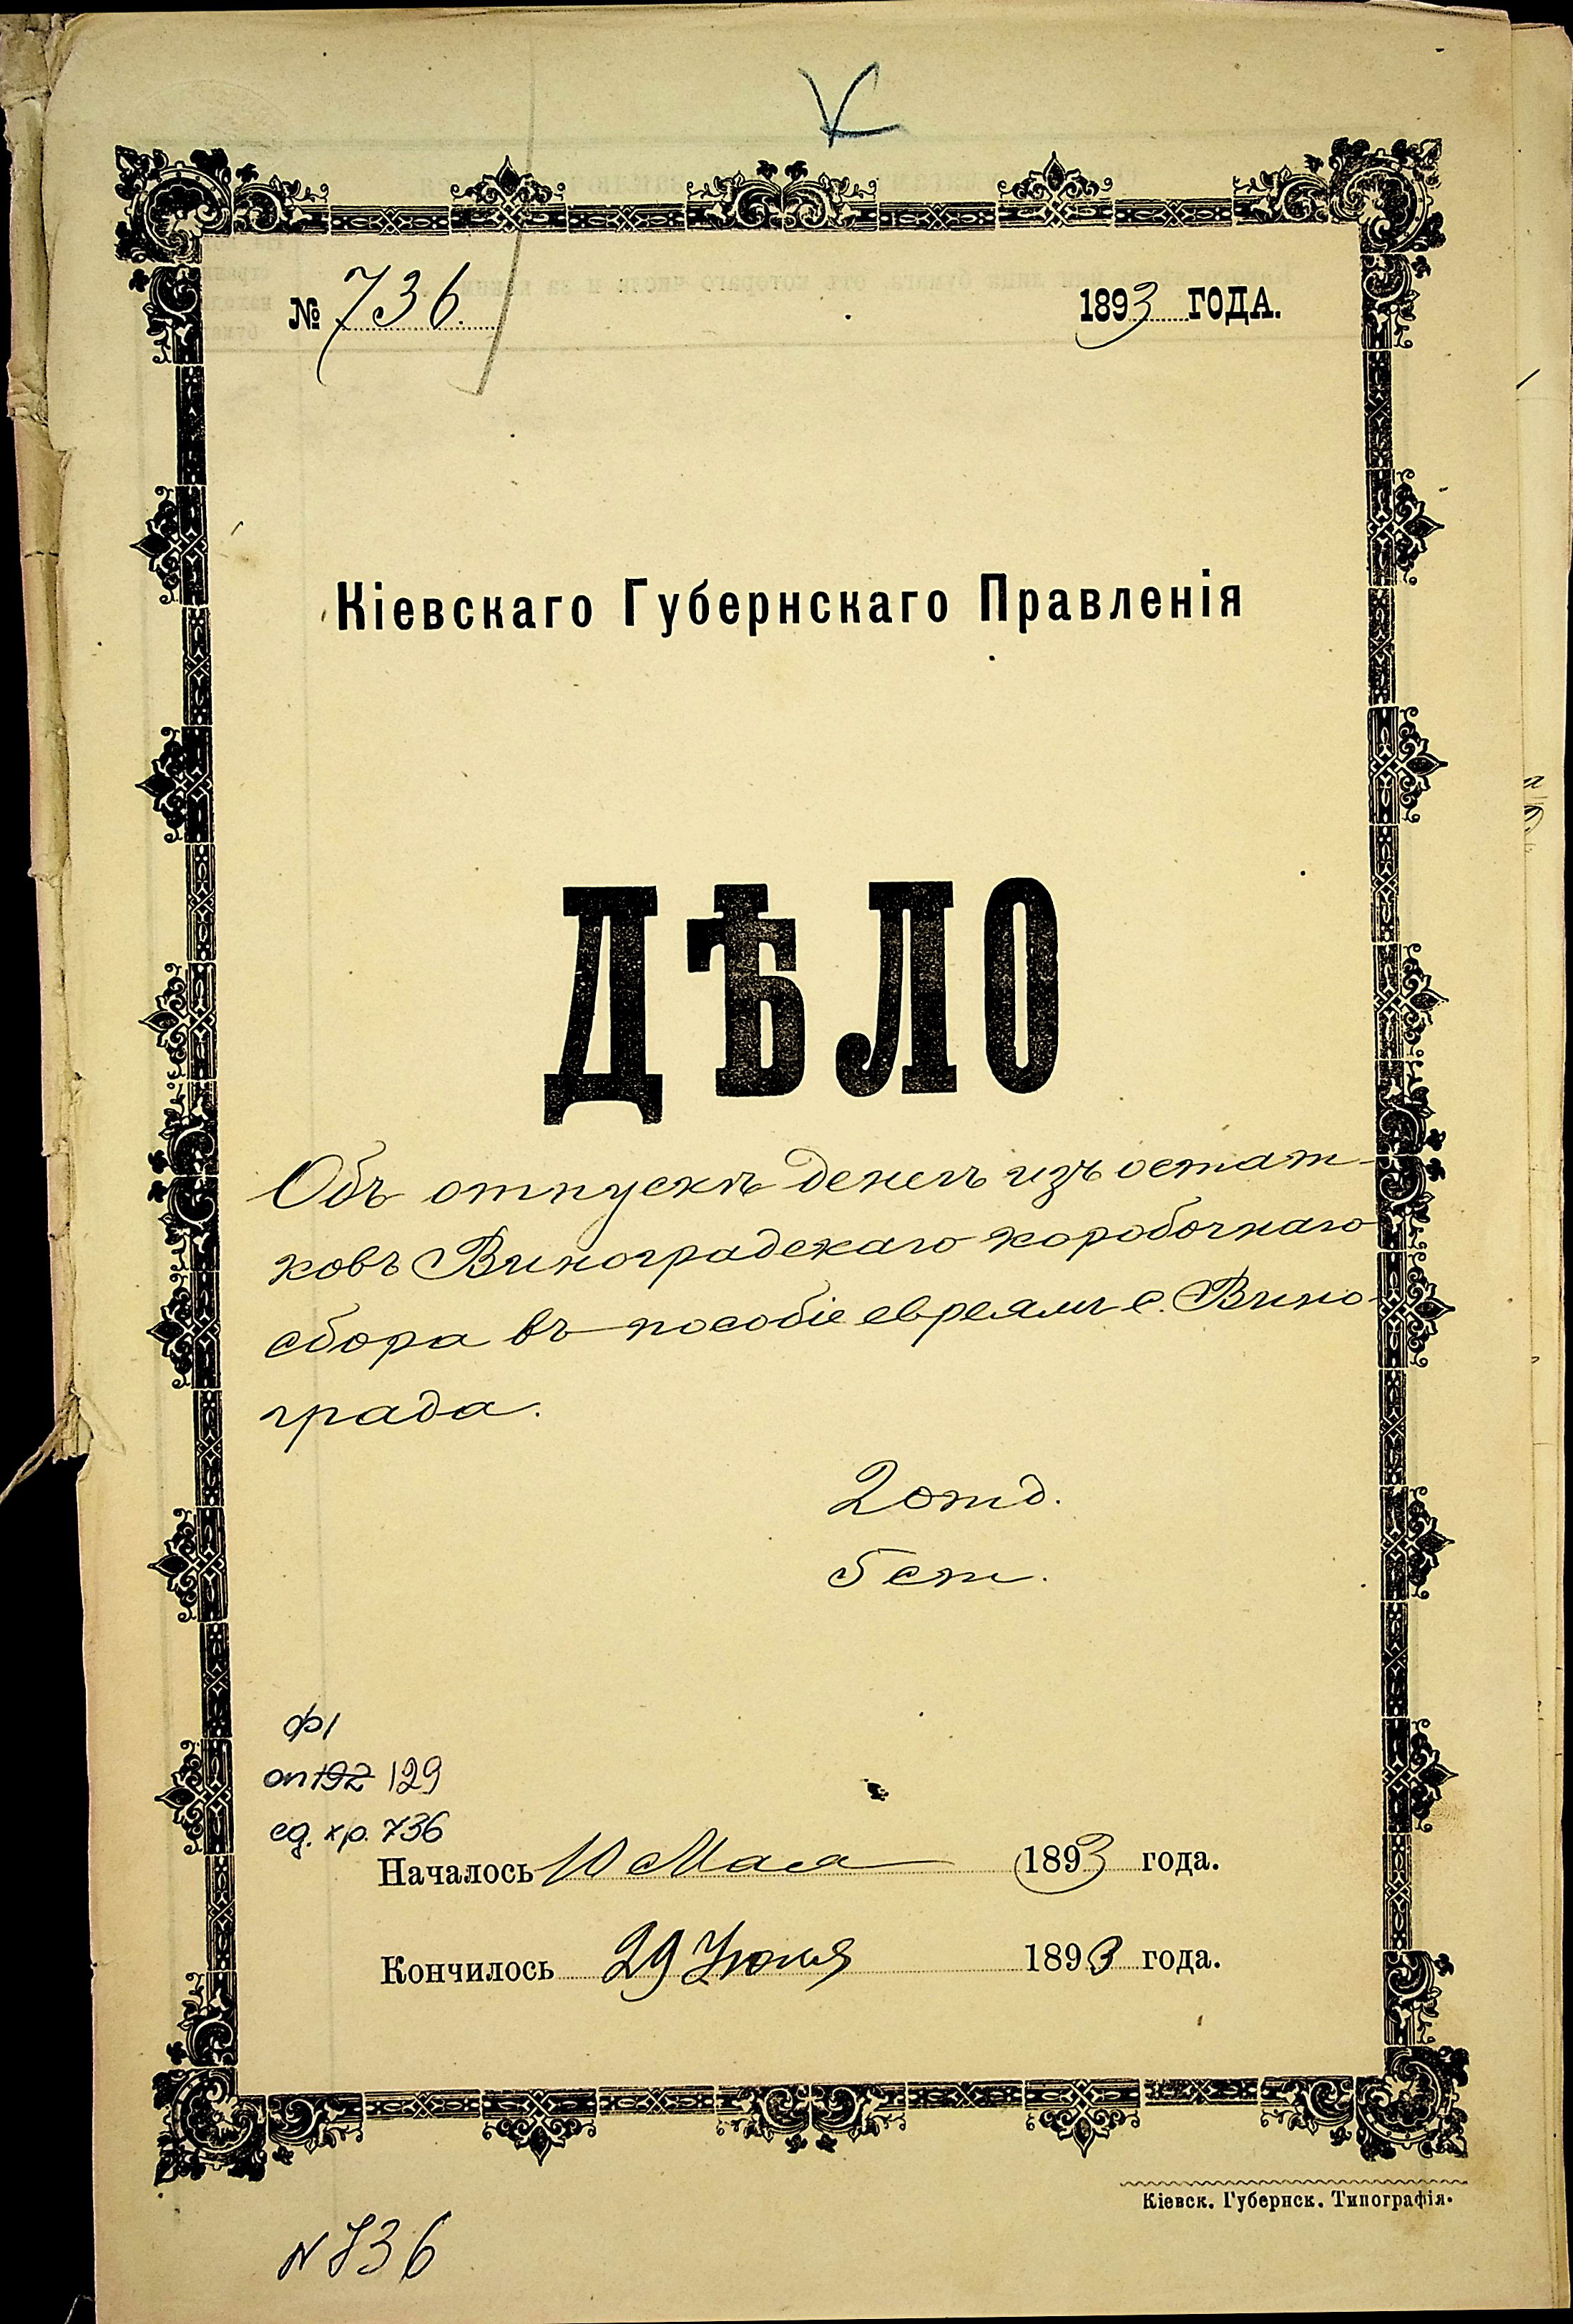 № 736. 1893 ГОДА.
Кіевскаго Губернскаго Правленія
ДѢЛО
Объ отпускѣ денегъ изъ остат-
ковъ Виноградскаго коробочнаго
сбора въ пособіе евреямъ с. Вино-
града.
2 отд.
5 ст.
ф 1
оп 192 129
ед. хр. 736
Началось 10 Мая 1893 года.
Кончилось 29 Іюня 1893 года.
Кіевск. Губернск. Типографія.
N 736